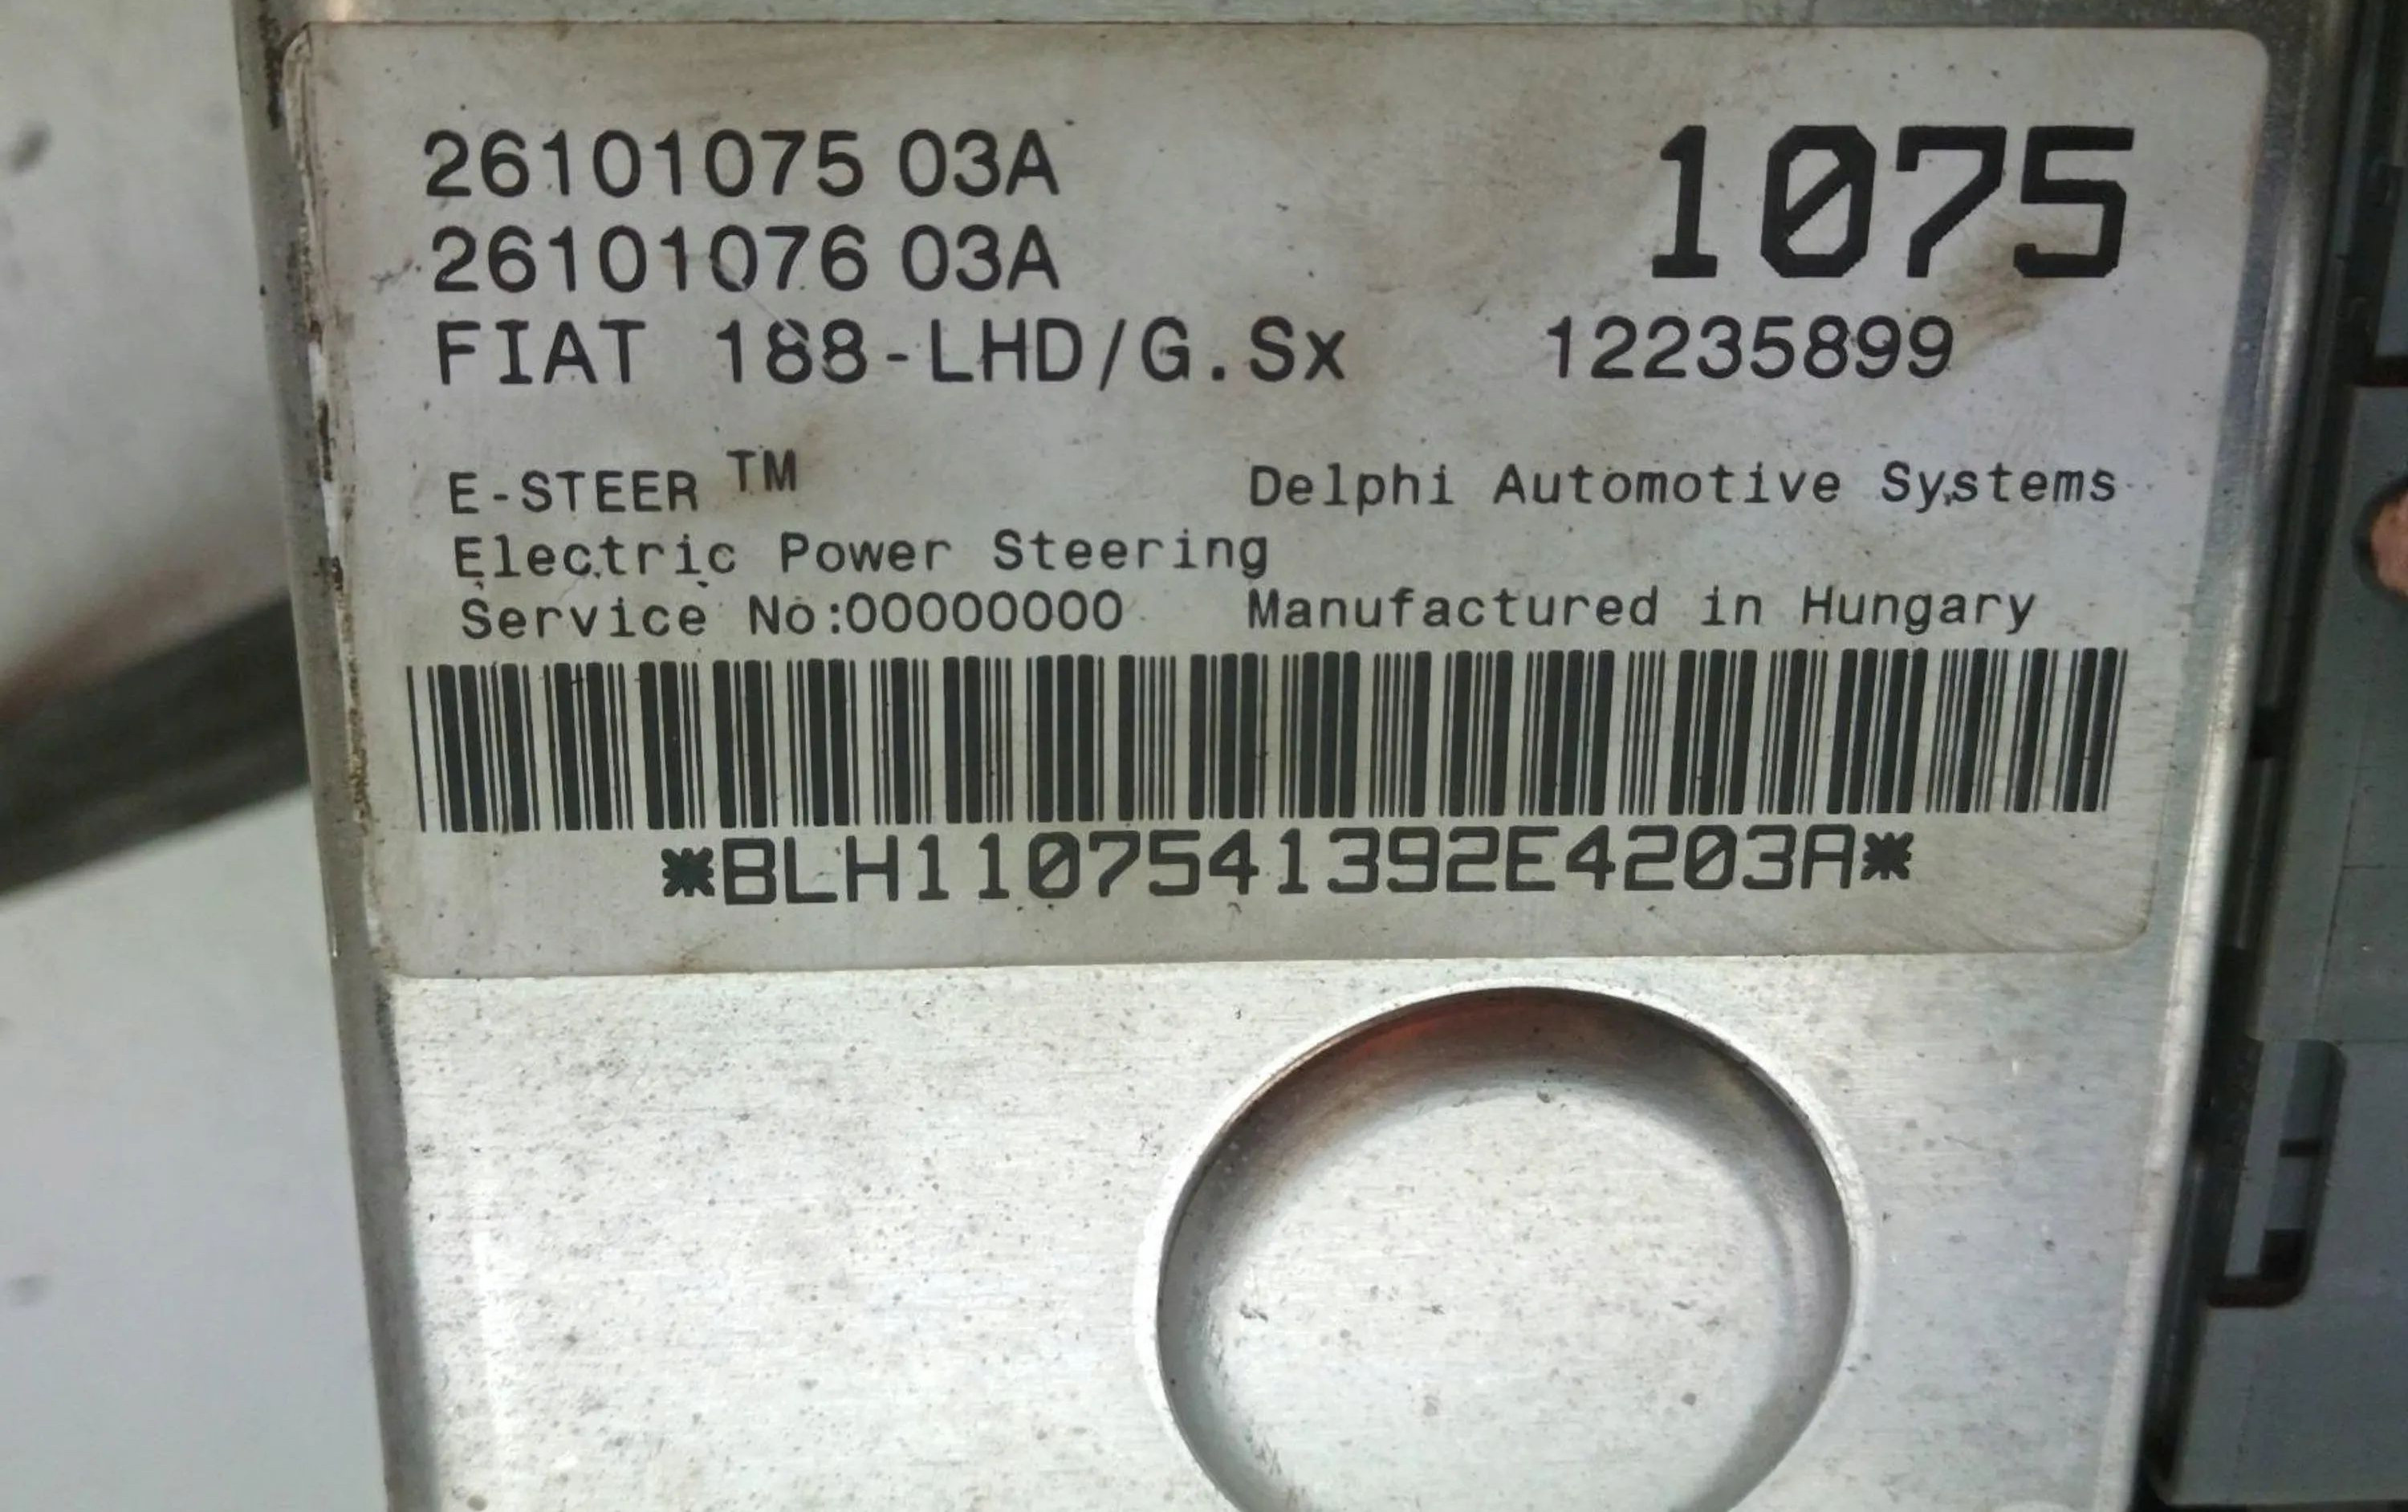 26101075 03A 1075
26101076 03A
FIAT 188-LHD/G.Sx 12235899
E-STEER TM Delphi Automotive Systems
Electric Power Steering
Service No:00000000 Manufactured in Hungary
*BLH1107541392E4203A*